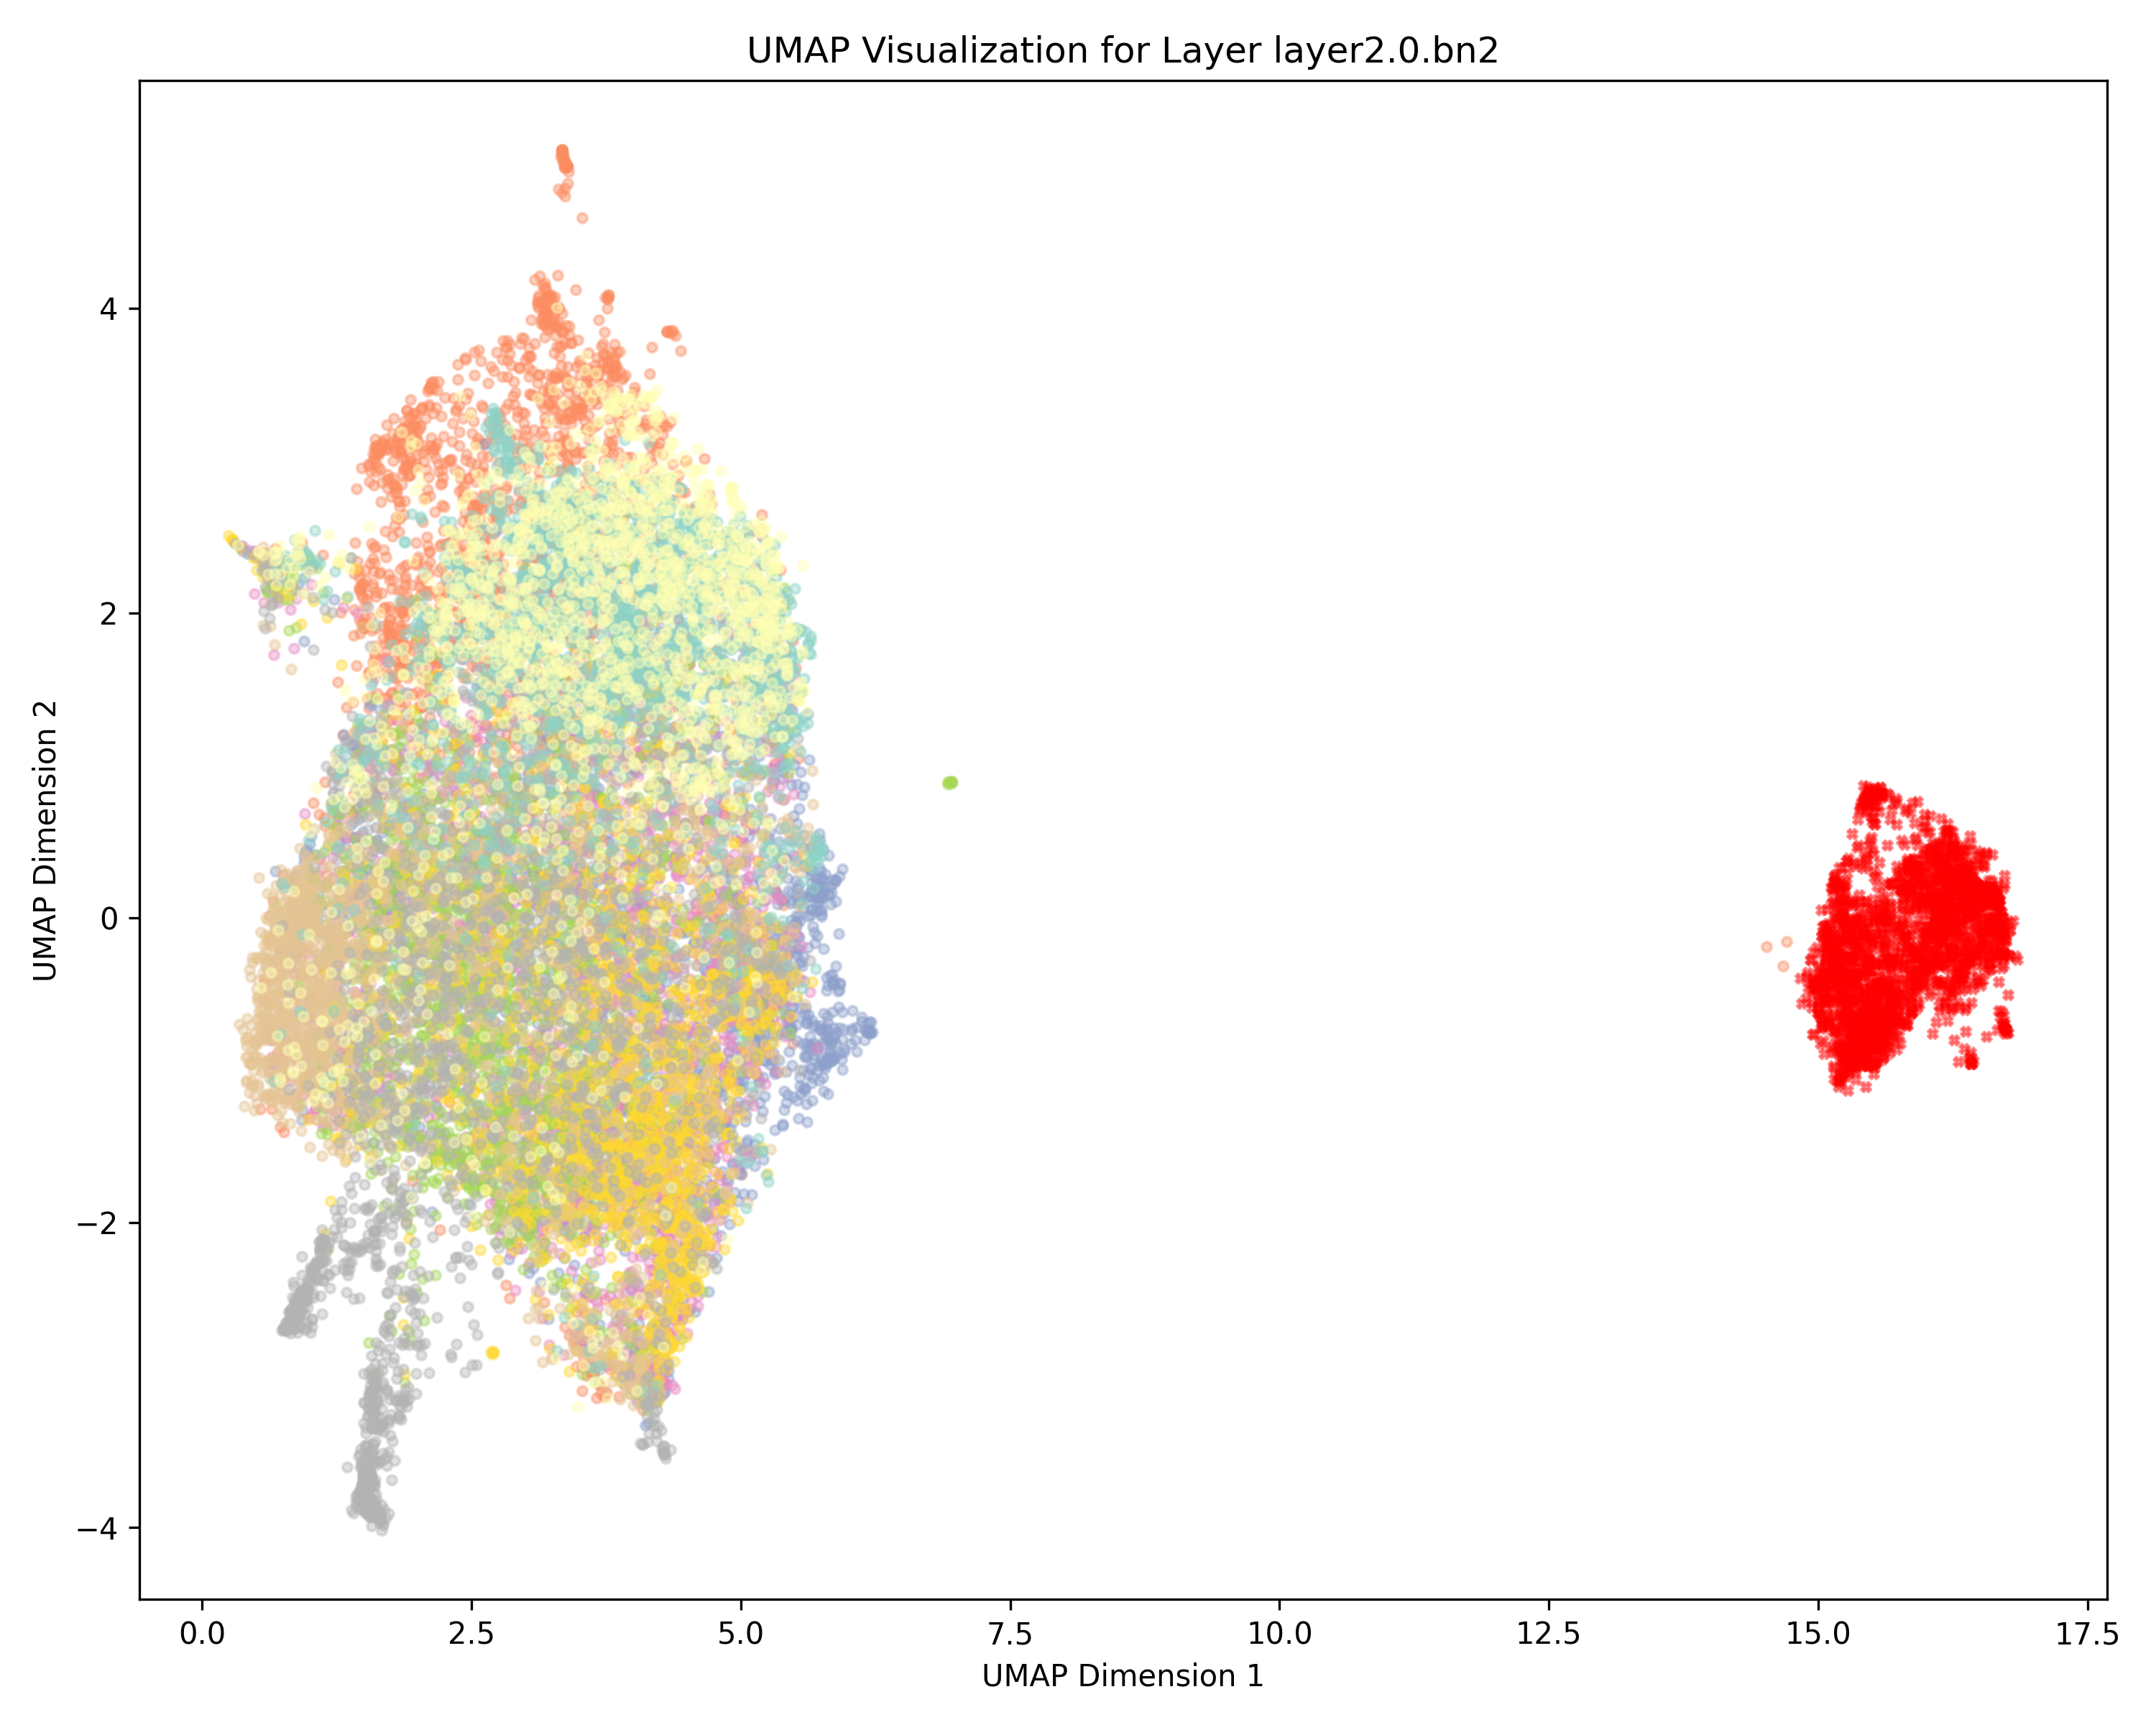 UMAP Visualization for Layer layer2.0.bn2
UMAP Dimension 2
4
2
0
−2
−4
0.0 2.5 5.0 7.5 10.0 12.5 15.0 17.5
UMAP Dimension 1